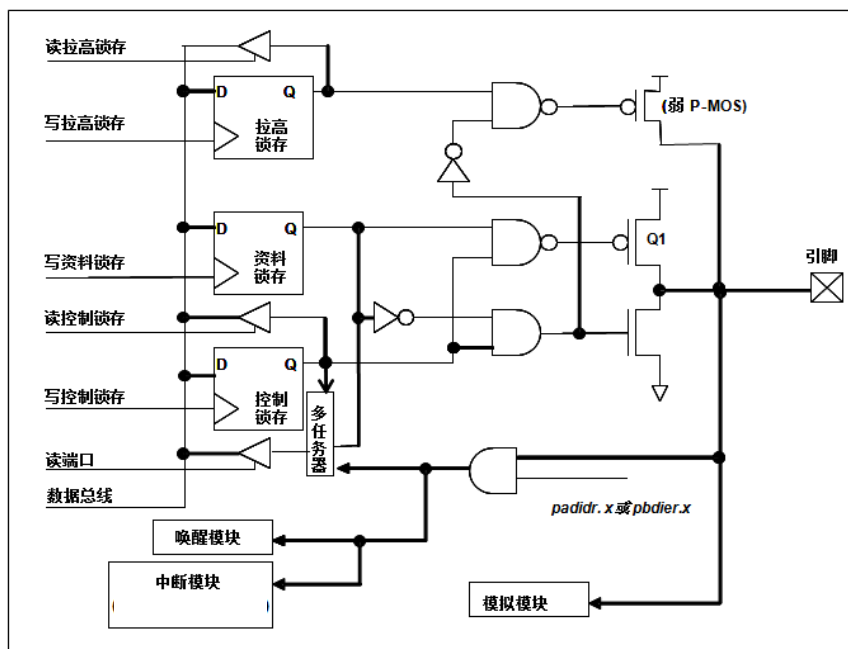 读拉高锁存
D Q
(弱 P-MOS)
拉高
锁存
写拉高锁存
D Q
资料
锁存
Q1
引脚
写资料锁存
读控制锁存
D Q
控制
锁存
写控制锁存
多
任
务
器
读端口
数据总线
padidr.x或pbdier.x
唤醒模块
中断模块
模拟模块